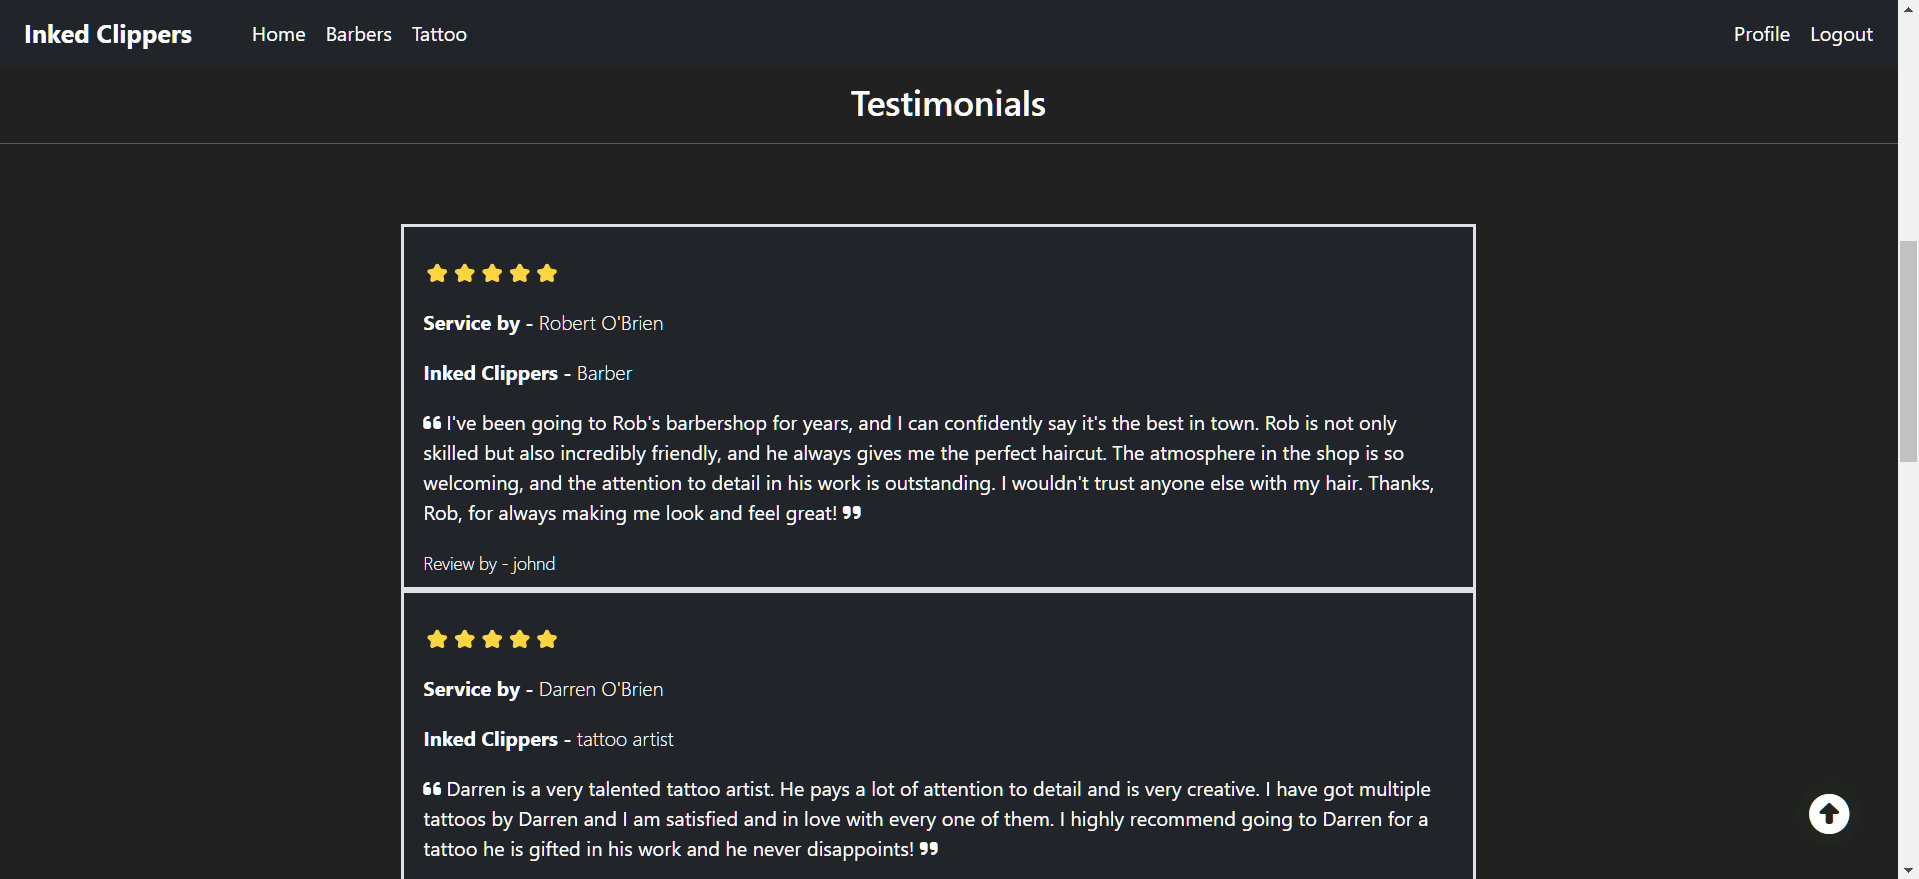 Inked Clippers Home Barbers Tattoo Profile Logout
Testimonials
Service by - Robert O'Brien
Inked Clippers - Barber
❝ I've been going to Rob's barbershop for years, and I can confidently say it's the best in town. Rob is not only
skilled but also incredibly friendly, and he always gives me the perfect haircut. The atmosphere in the shop is so
welcoming, and the attention to detail in his work is outstanding. I wouldn't trust anyone else with my hair. Thanks,
Rob, for always making me look and feel great! ❞
Review by - johnd
Service by - Darren O'Brien
Inked Clippers - tattoo artist
❝ Darren is a very talented tattoo artist. He pays a lot of attention to detail and is very creative. I have got multiple
tattoos by Darren and I am satisfied and in love with every one of them. I highly recommend going to Darren for a
tattoo he is gifted in his work and he never disappoints! ❞